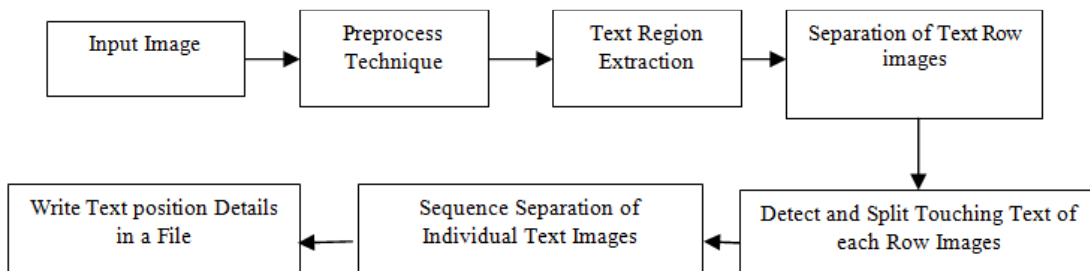 Input Image
Preprocess
Technique
Text Region
Extraction
Separation of Text Row
images
Detect and Split Touching Text of
each Row Images
Sequence Separation of
Individual Text Images
Write Text position Details
in a File